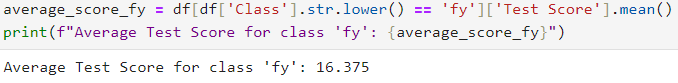 average_score_fy = df[df['Class'].str.lower() == 'fy']['Test Score'].mean()
print(f"Average Test Score for class 'fy': {average_score_fy}")
Average Test Score for class 'fy': 16.375